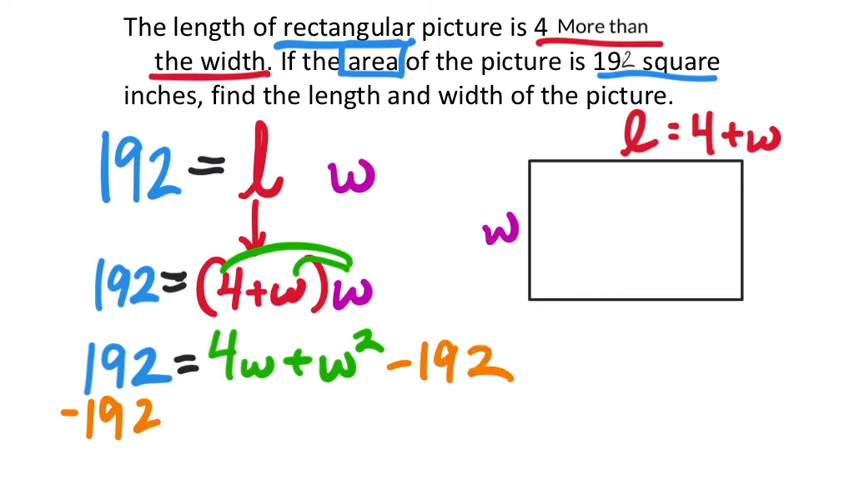 The length of rectangular picture is 4 More than
the width. If the area of the picture is 192 square
inches, find the length and width of the picture.
l = 4+w
192 = l w
w
192 = (4+w)w
192 = 4w + w² -192
-192